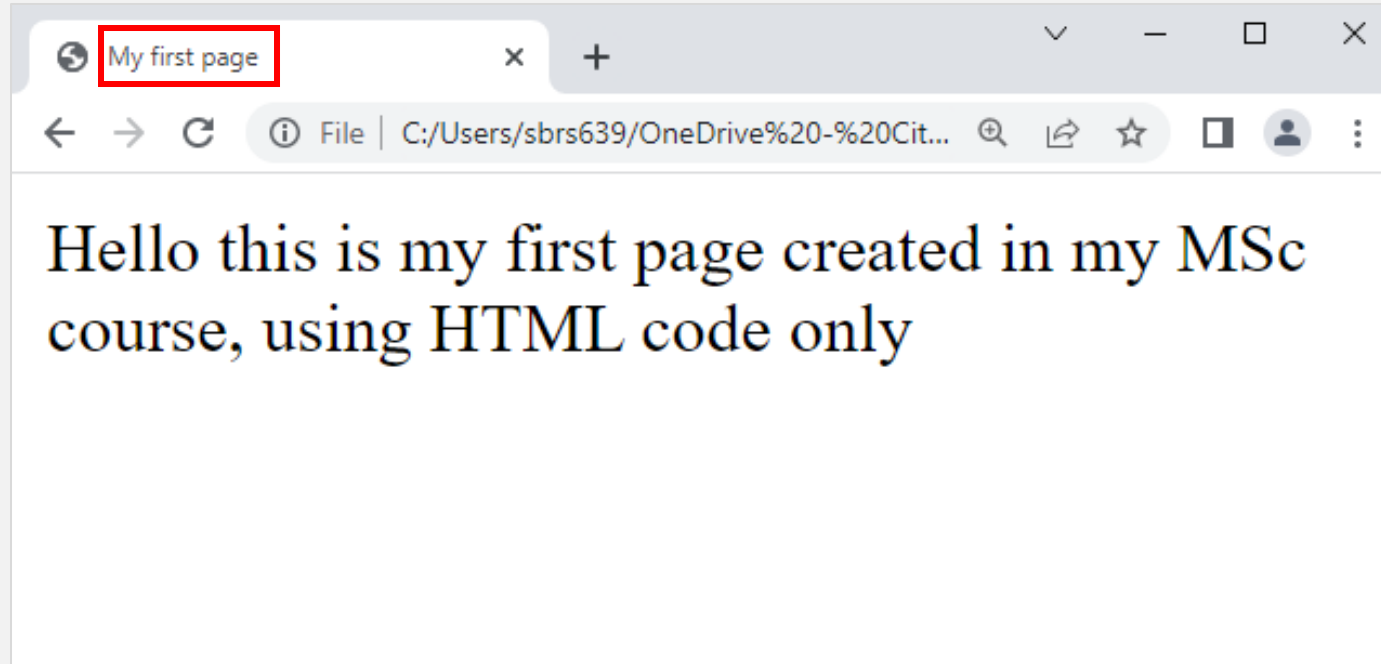 My first page
File C:/Users/sbrs639/OneDrive%20-%20Cit...
Hello this is my first page created in my MSc
course, using HTML code only